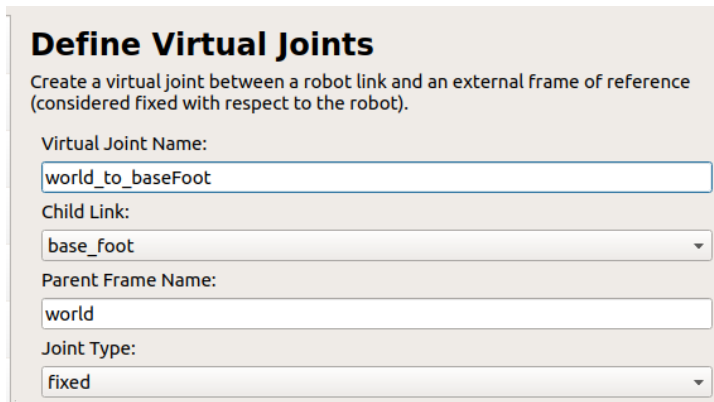 Define Virtual Joints
Create a virtual joint between a robot link and an external frame of reference
(considered fixed with respect to the robot).
Virtual Joint Name:
world_to_baseFoot
Child Link:
base_foot
Parent Frame Name:
world
Joint Type:
fixed